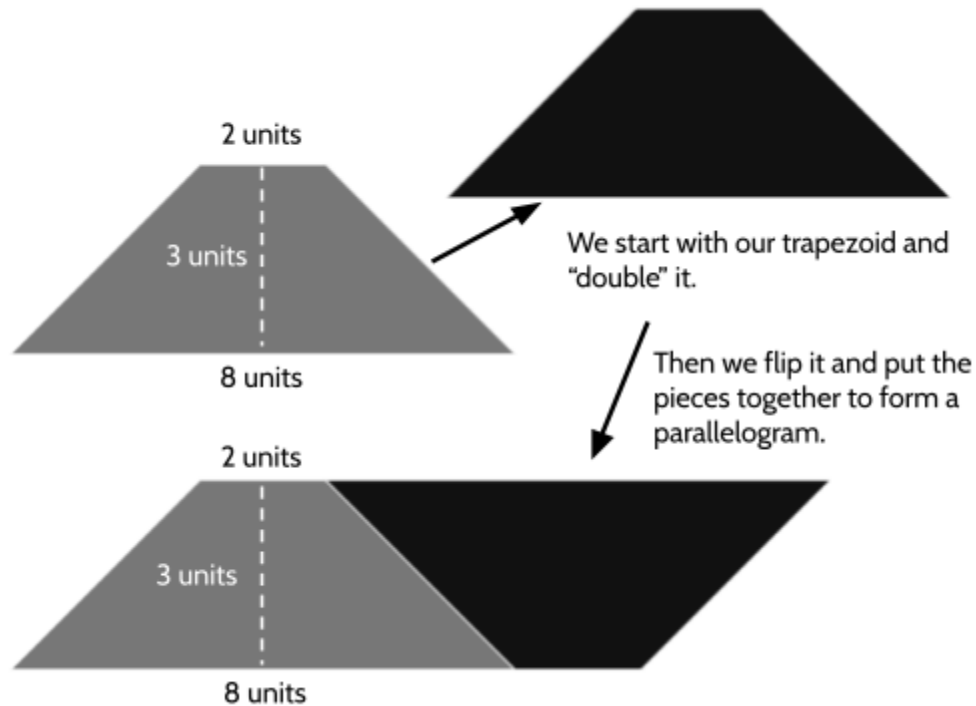 2 units
3 units
8 units
We start with our trapezoid and
“double” it.
Then we flip it and put the
pieces together to form a
parallelogram.
2 units
3 units
8 units